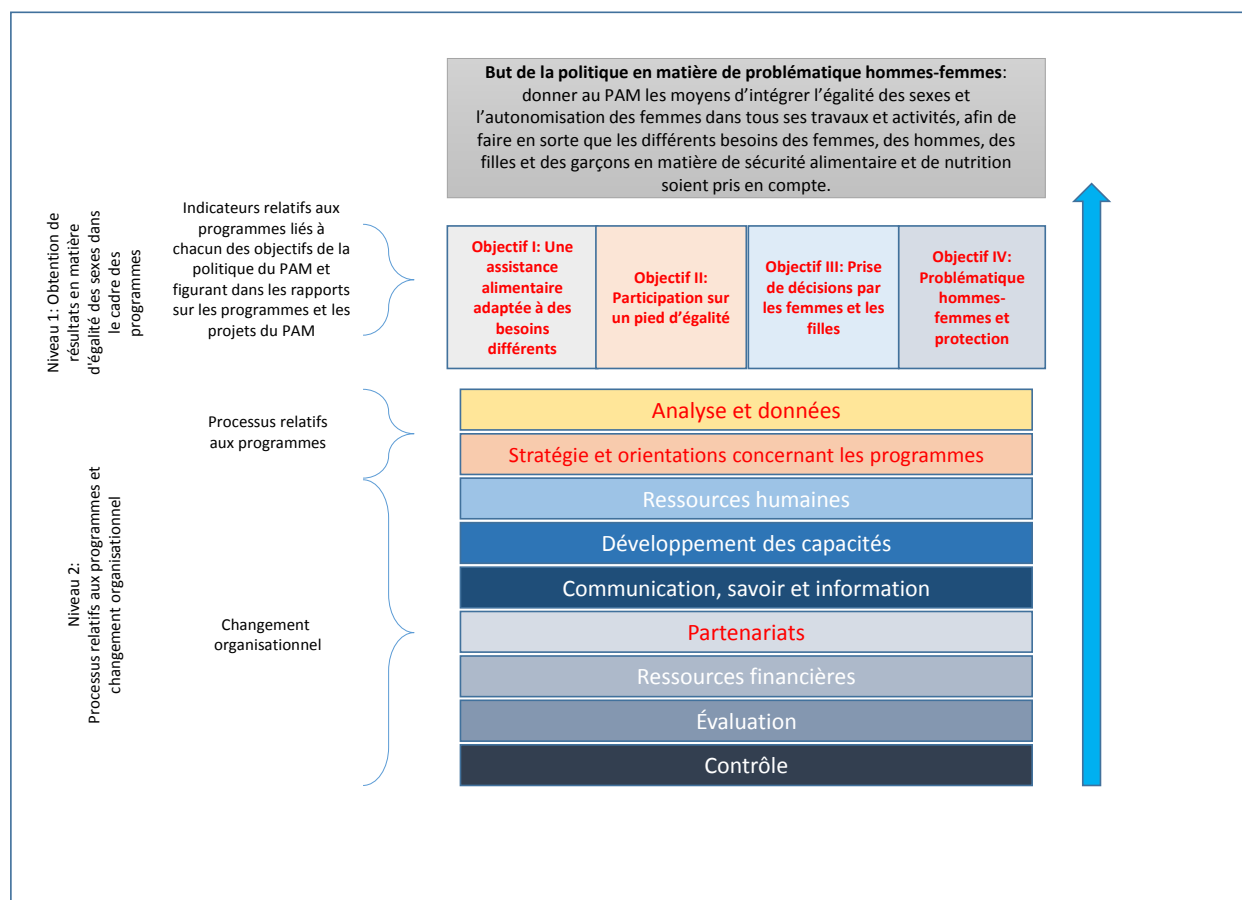 But de la politique en matière de problématique hommes-femmes:
donner au PAM les moyens d’intégrer l’égalité des sexes et
l’autonomisation des femmes dans tous ses travaux et activités, afin de
faire en sorte que les différents besoins des femmes, des hommes, des
filles et des garçons en matière de sécurité alimentaire et de nutrition
soient pris en compte.
Niveau 1: Obtention de
résultats en matière
d'égalité des sexes dans
le cadre des
programmes
Indicateurs relatifs aux
programmes liés à
chacun des objectifs de la
politique du PAM et
figurant dans les rapports
sur les programmes et les
projets du PAM
Objectif I: Une
assistance
alimentaire
adaptée à des
besoins
différents
Objectif II:
Participation sur
un pied d’égalité
Objectif III: Prise
de décisions par
les femmes et les
filles
Objectif IV:
Problématique
hommes-
femmes et
protection
Niveau 2:
Processus relatifs aux programmes et
changement organisationnel
Processus relatifs
aux programmes
Analyse et données
Stratégie et orientations concernant les programmes
Changement
organisationnel
Ressources humaines
Développement des capacités
Communication, savoir et information
Partenariats
Ressources financières
Évaluation
Contrôle